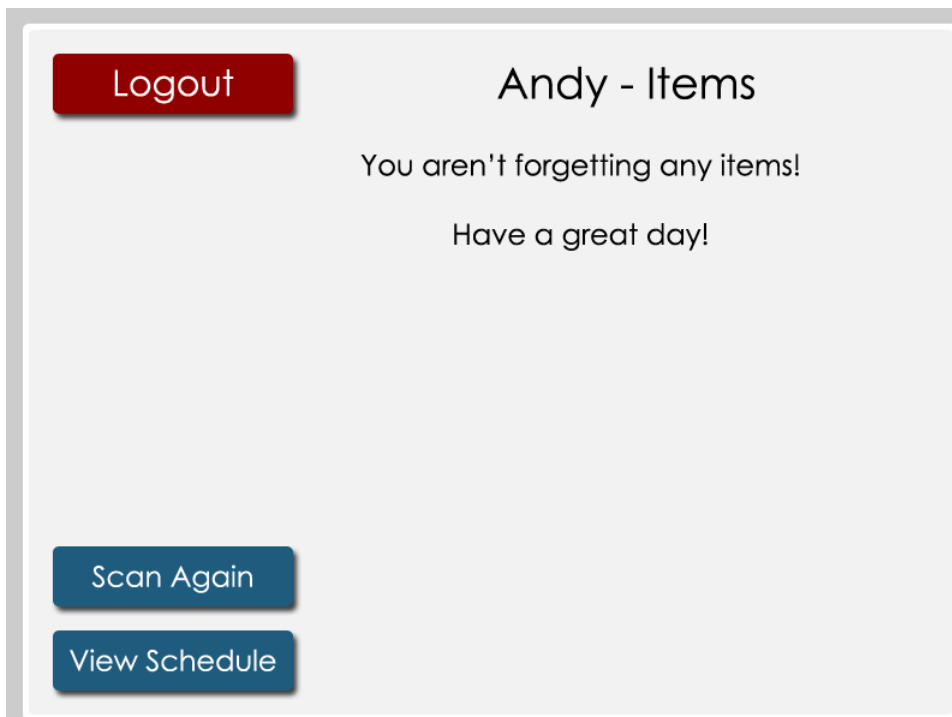 Logout
Andy - Items
You aren't forgetting any items!
Have a great day!
Scan Again
View Schedule